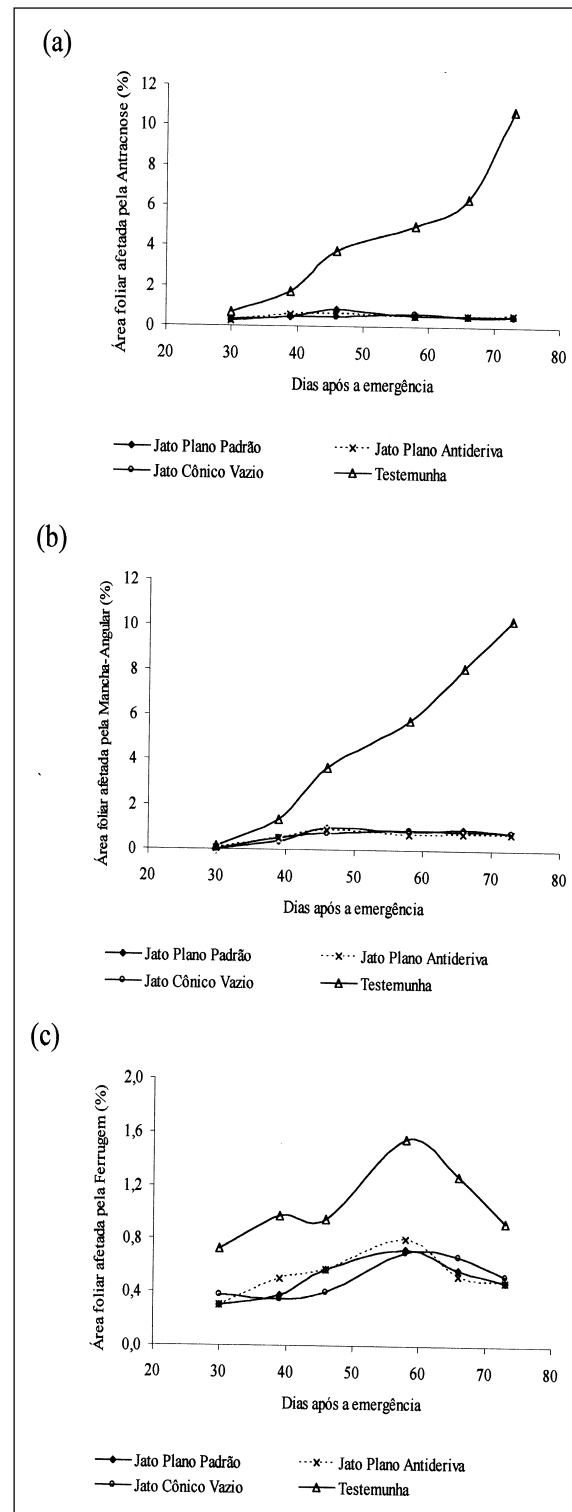 (a)
Área foliar afetada pela Antracnose (%)
12
10
8
6
4
2
0
20 30 40 50 60 70 80
Dias após a emergência
Jato Plano Padrão Jato Plano Antideriva
Jato Cônico Vazio Testemunha
(b)
Área foliar afetada pela Mancha-Angular (%)
12
10
8
6
4
2
0
20 30 40 50 60 70 80
Dias após a emergência
Jato Plano Padrão Jato Plano Antideriva
Jato Cônico Vazio Testemunha
(c)
Área foliar afetada pela Ferrugem (%)
2,0
1,6
1,2
0,8
0,4
0,0
20 30 40 50 60 70 80
Dias após a emergência
Jato Plano Padrão Jato Plano Antideriva
Jato Cônico Vazio Testemunha